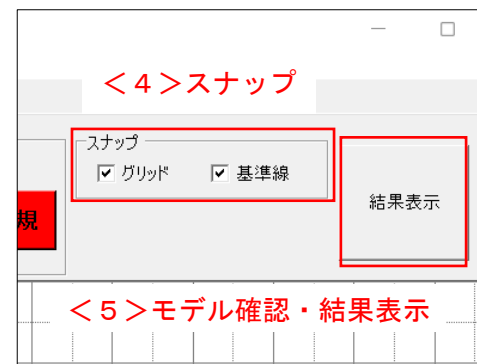 <4>スナップ
スナップ
グリッド
基準線
結果表示
規
<5>モデル確認・結果表示